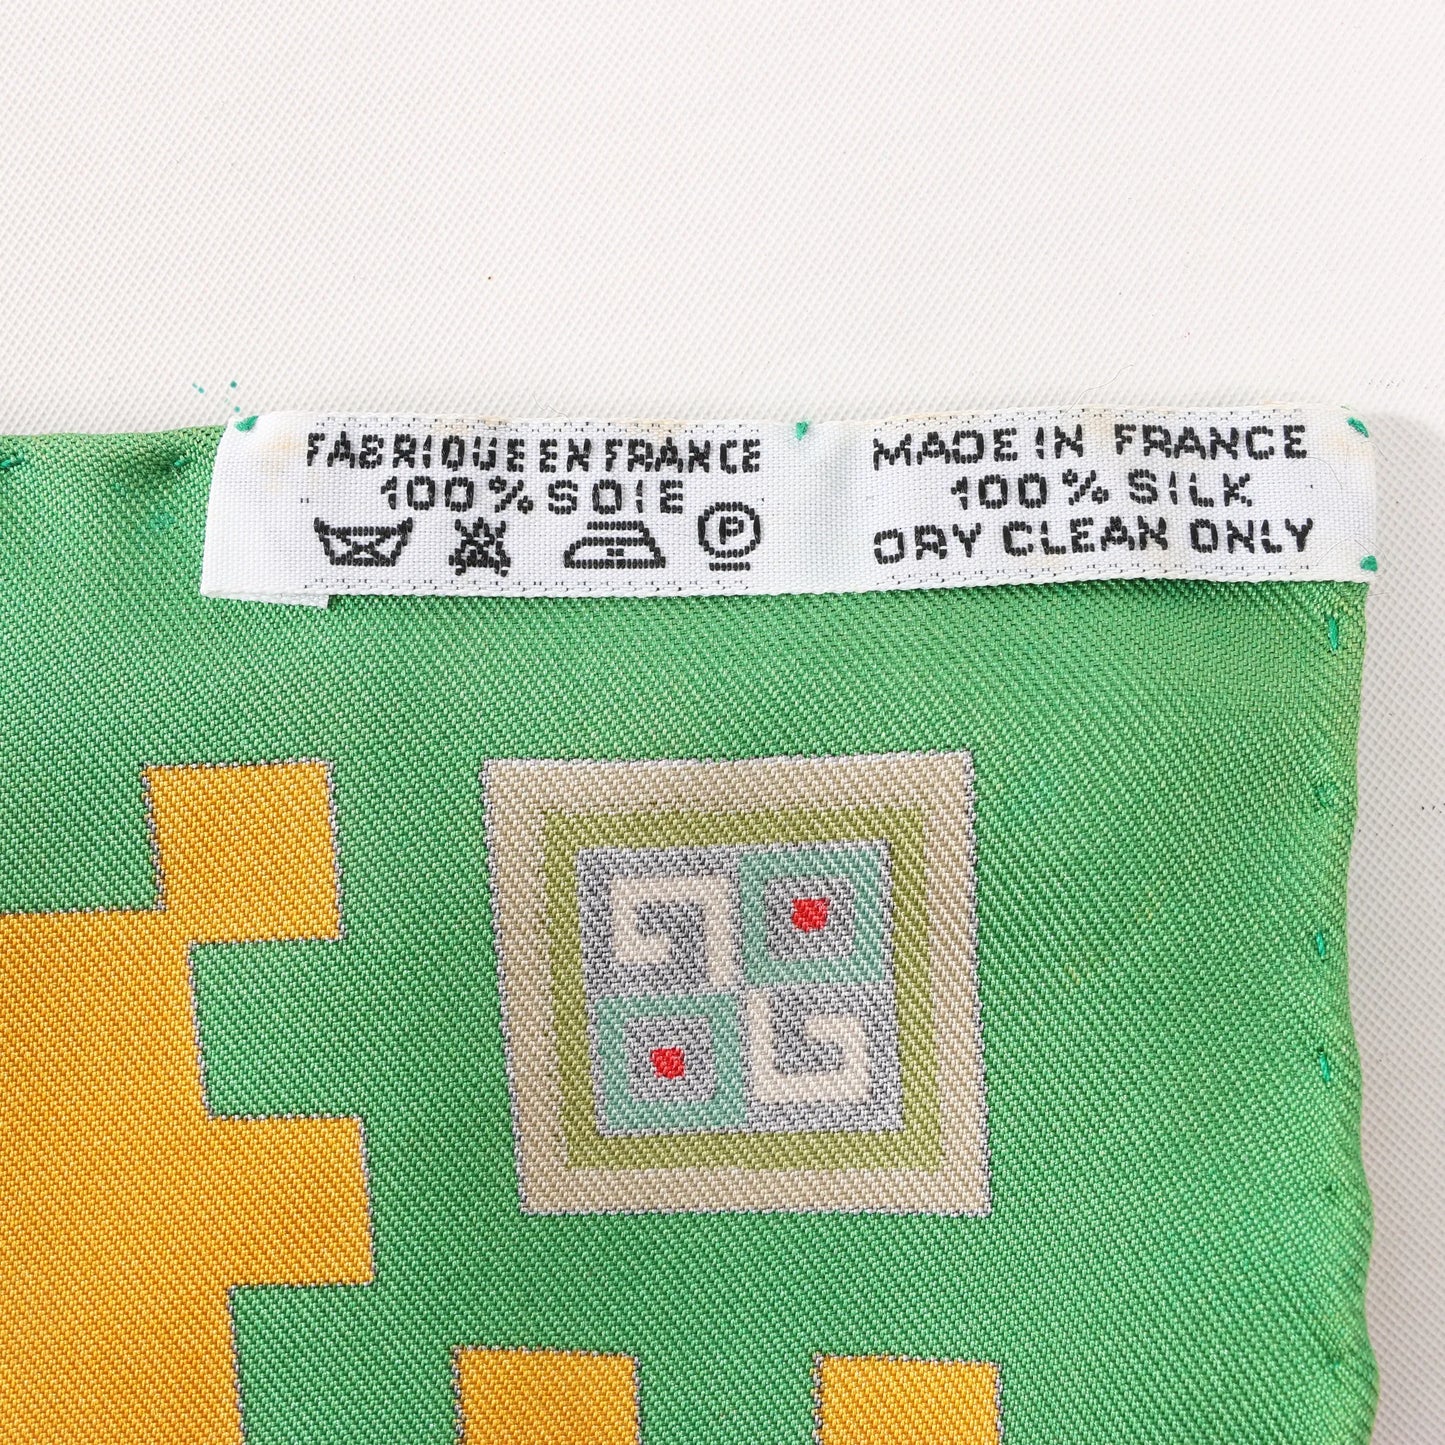 FABRIQUE EN FRANCE
100% SOIE
P
MADE IN FRANCE
100% SILK
DRY CLEAN ONLY